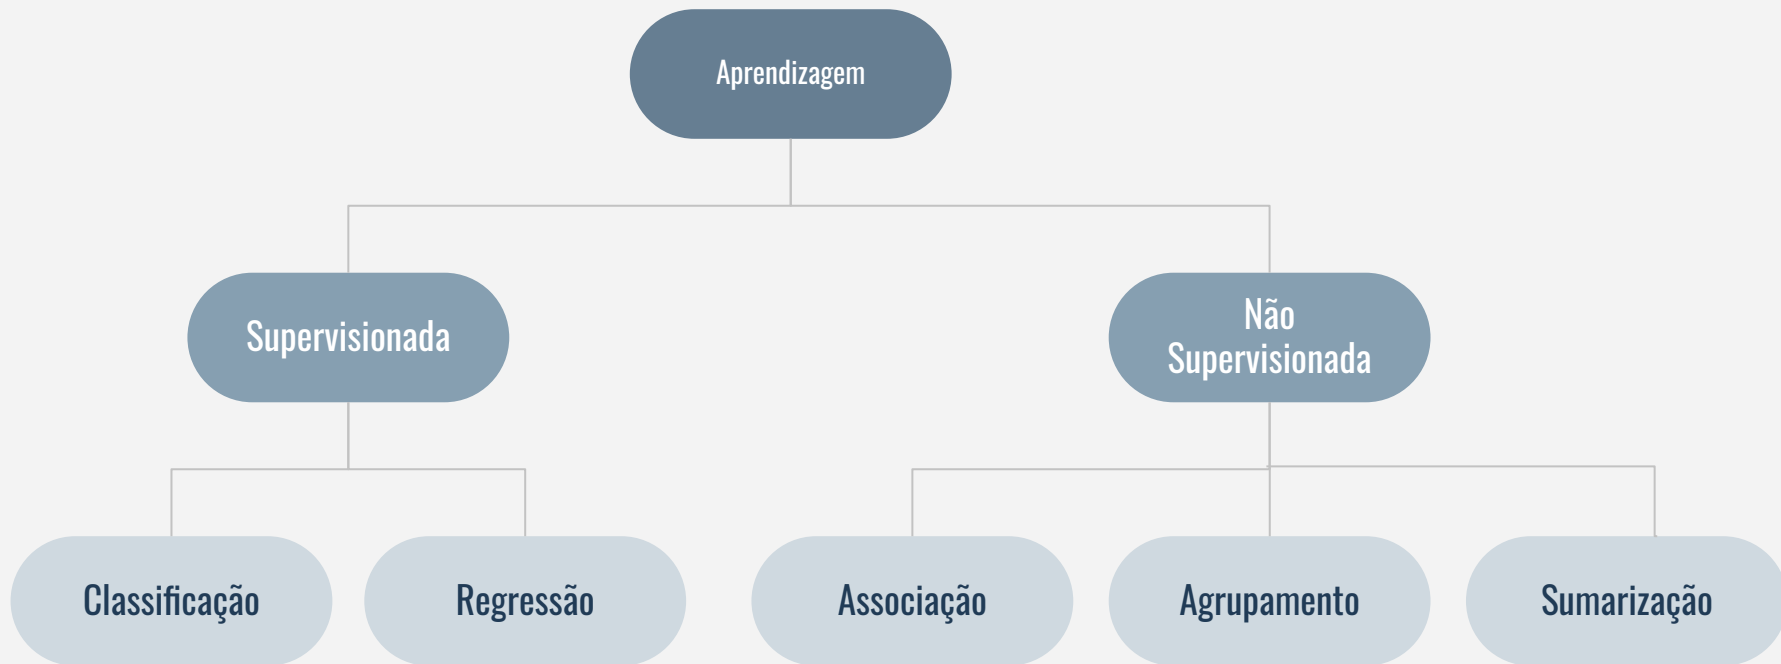 Aprendizagem
Supervisionada
Não
Supervisionada
Classificação
Regressão
Associação
Agrupamento
Sumarização